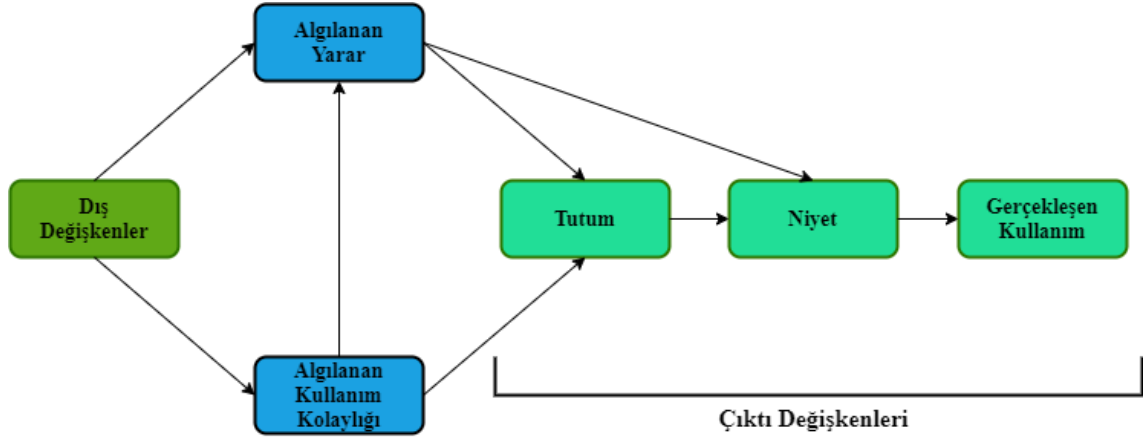 Algılanan
Yarar
Dış
Değişkenler
Tutum
Niyet
Gerçekleşen
Kullanım
Algılanan
Kullanım
Kolaylığı
Çıktı Değişkenleri